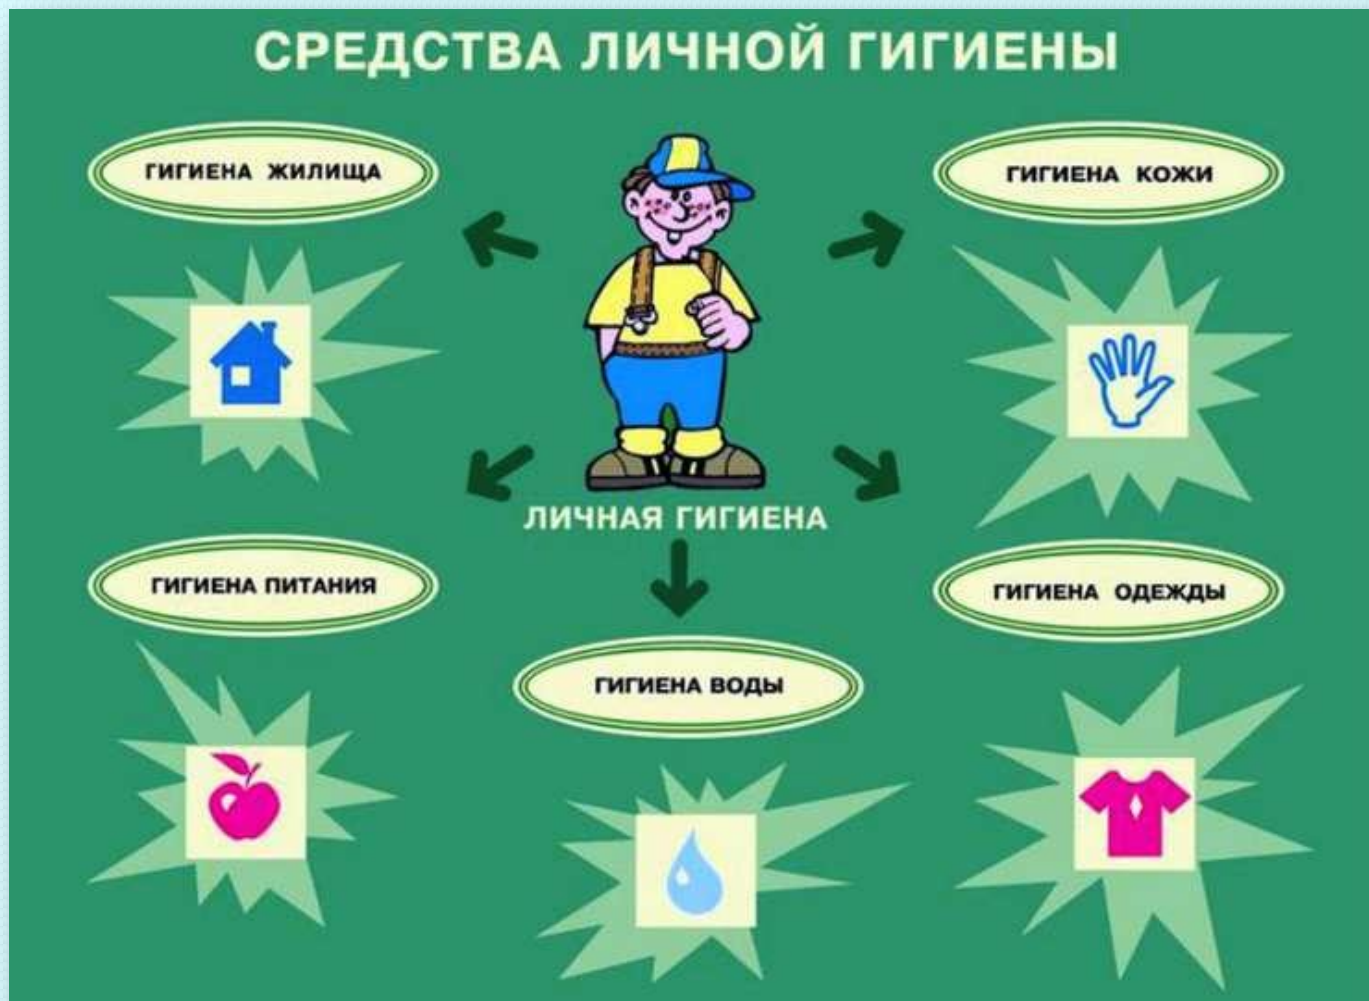 СРЕДСТВА ЛИЧНОЙ ГИГИЕНЫ
ГИГИЕНА ЖИЛИЩА
ГИГИЕНА КОЖИ
ЛИЧНАЯ ГИГИЕНА
ГИГИЕНА ПИТАНИЯ
ГИГИЕНА ОДЕЖДЫ
ГИГИЕНА ВОДЫ